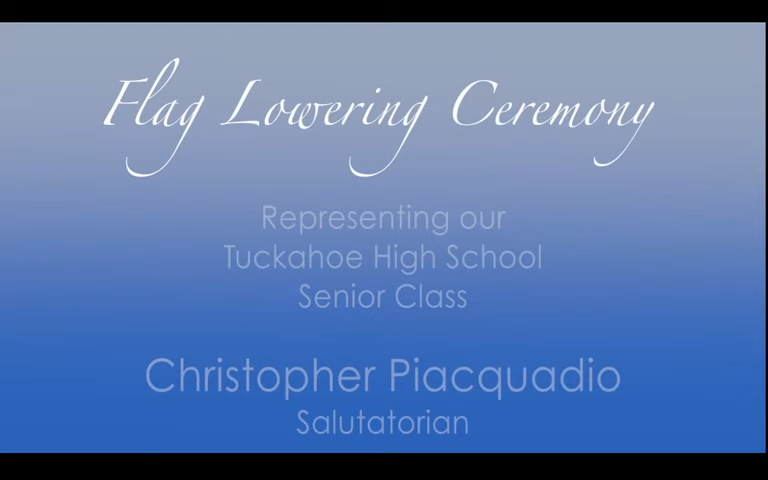 Flag Lowering Ceremony
Representing our
Tuckahoe High School
Senior Class
Christopher Piacquadio
Salutatorian